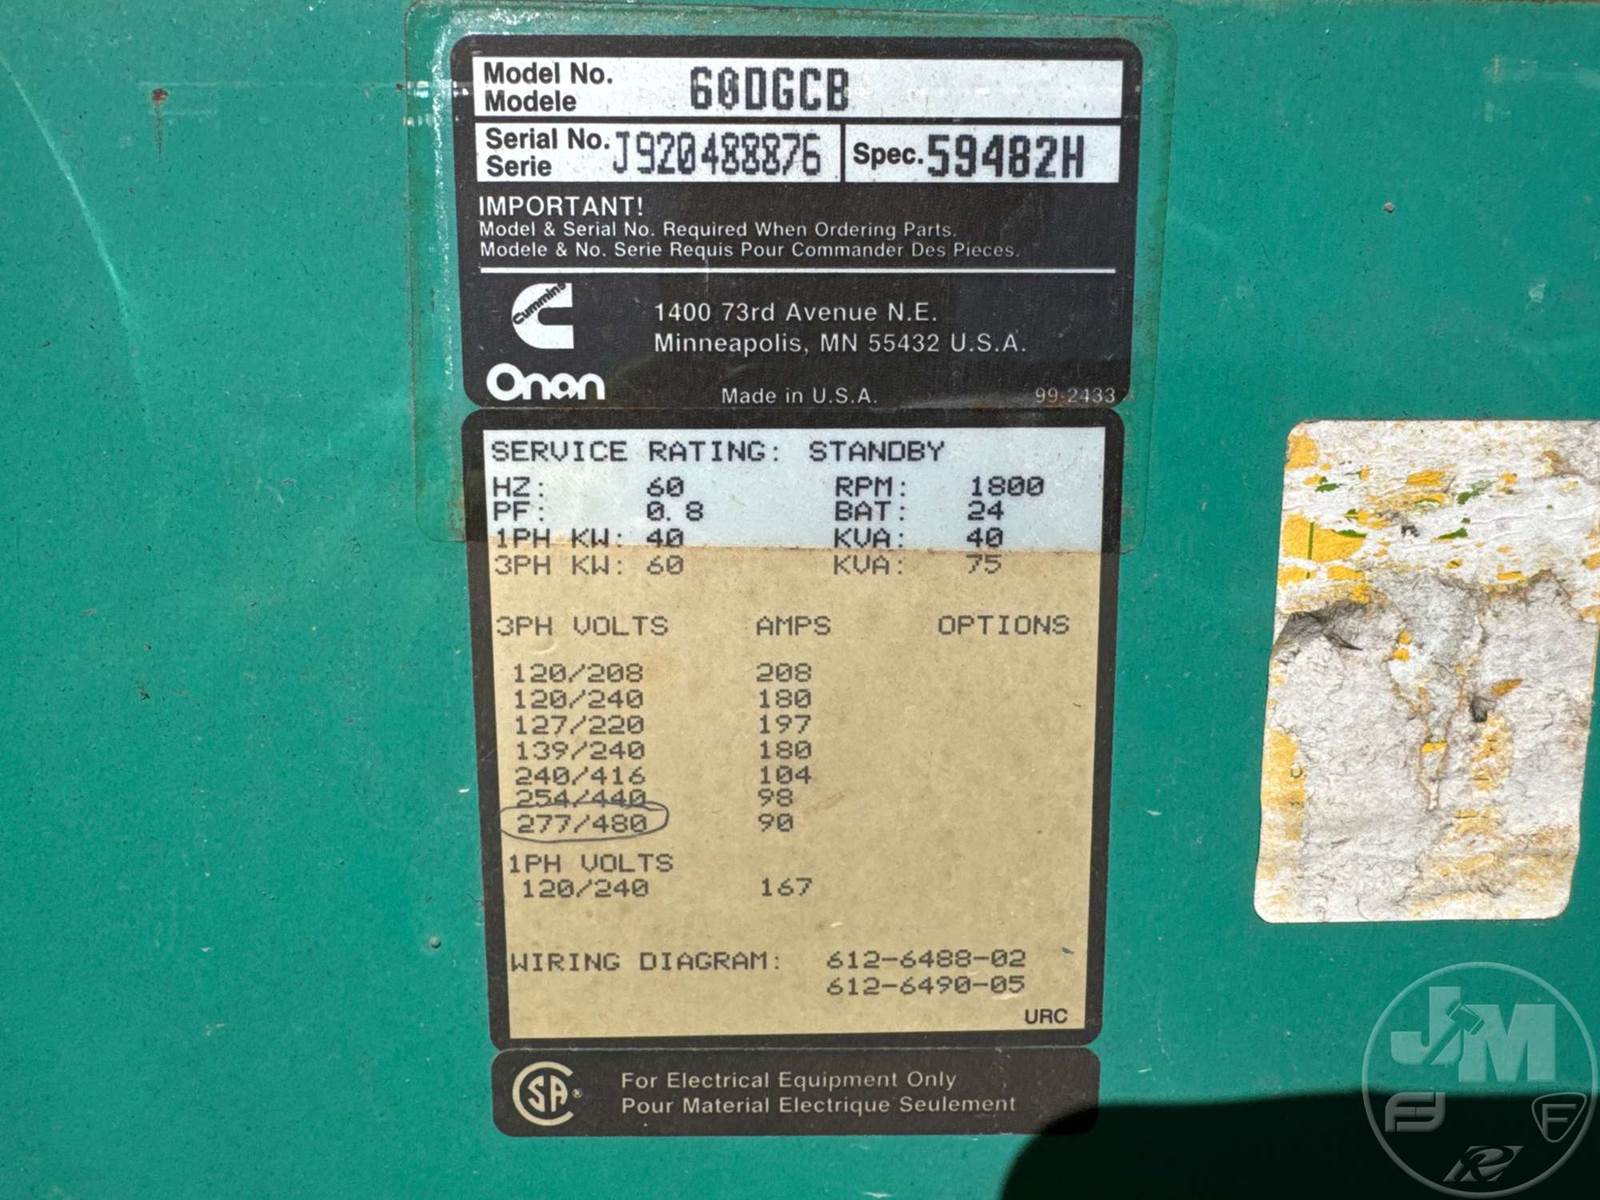 Model No. 60DGCB
Modele
Serial No. J920488876 Spec. 59482H
Serie
IMPORTANT!
Model & Serial No. Required When Ordering Parts.
Modele & No. Serie Requis Pour Commander Des Pieces.
Cummins
Onan
1400 73rd Avenue N.E.
Minneapolis, MN 55432 U.S.A.
Made in U.S.A. 99-2433
SERVICE RATING: STANDBY
HZ: 60 RPM: 1800
PF: 0.8 BAT: 24
1PH KW: 40 KVA: 40
3PH KW: 60 KVA: 75
3PH VOLTS AMPS OPTIONS
120/208 208
120/240 180
127/220 197
139/240 180
240/416 104
254/440 98
277/480 90
1PH VOLTS
120/240 167
WIRING DIAGRAM: 612-6488-02
612-6490-05
URC
SA®
For Electrical Equipment Only
Pour Material Electrique Seulement
JM